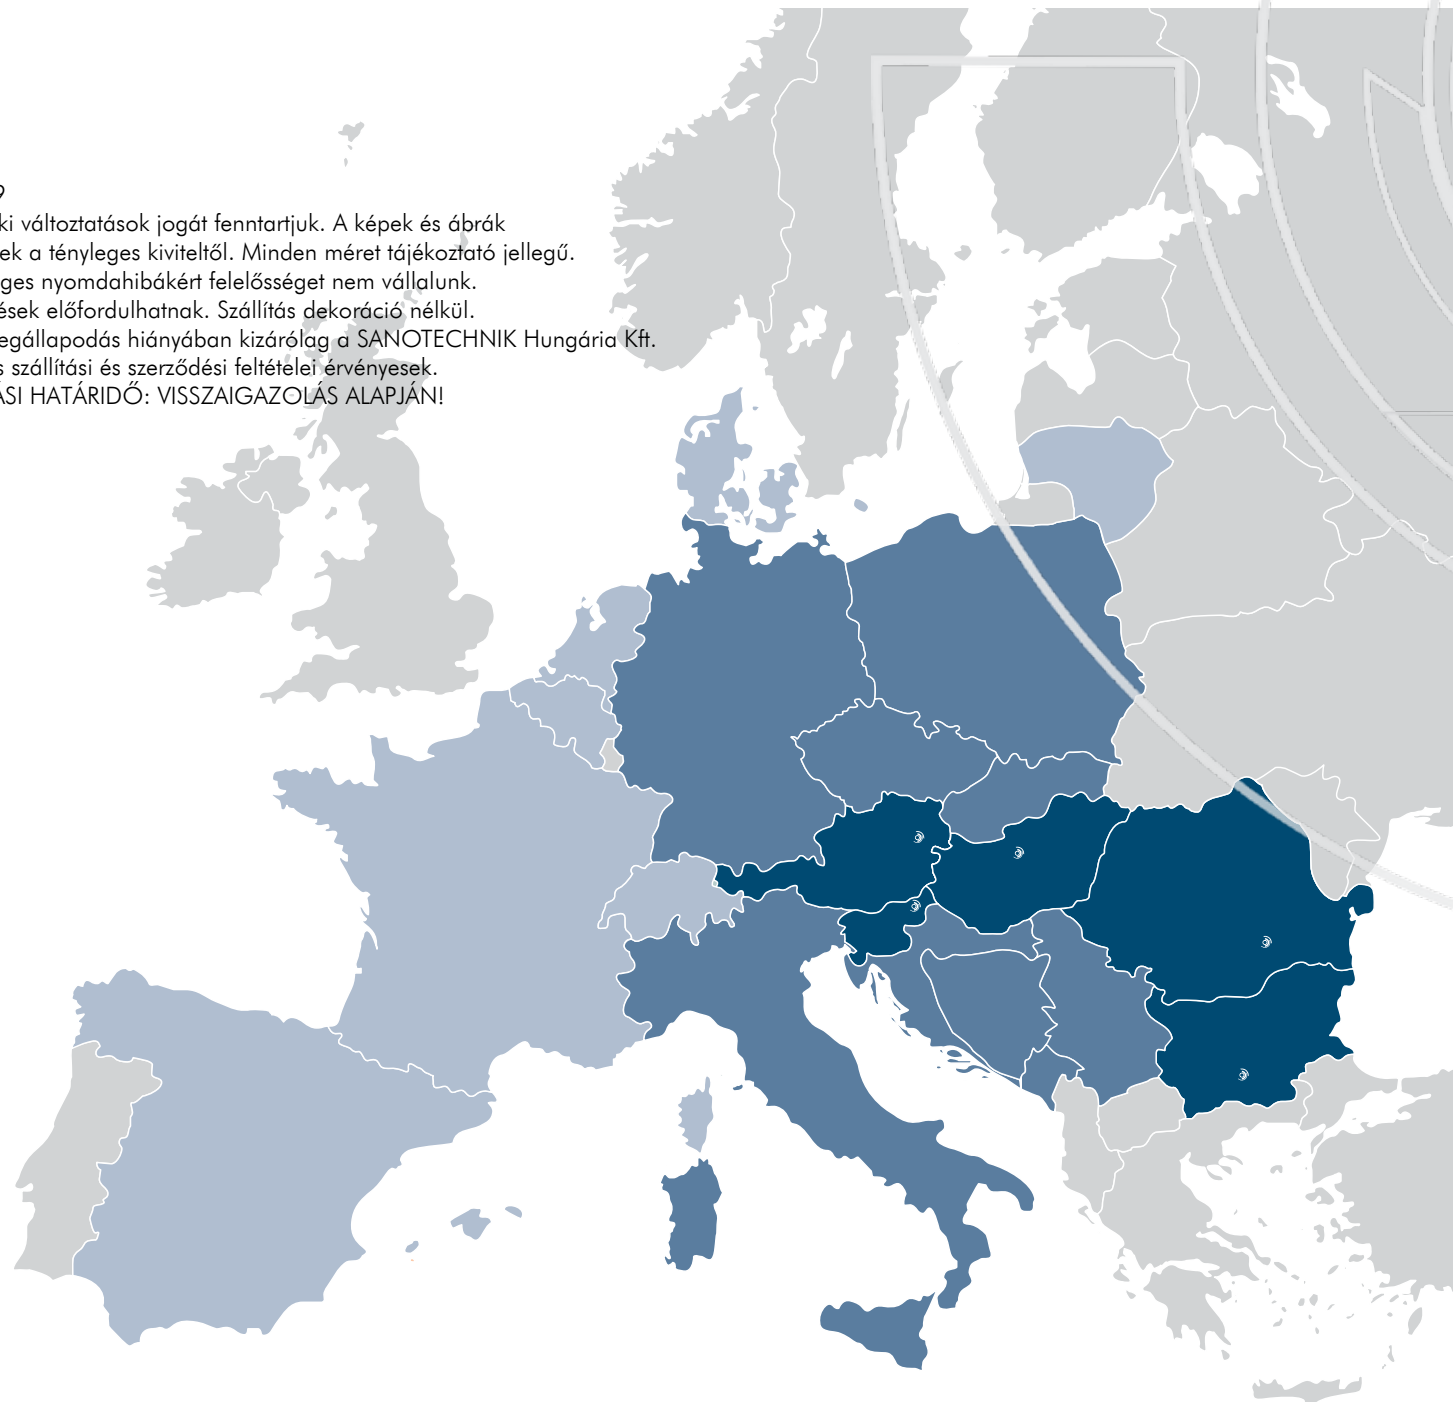 9
ki változtatások jogát fenntartjuk. A képek és ábrák
ek a tényleges kiviteltől. Minden méret tájékoztató jellegű.
ges nyomdahibákért felelősséget nem vállalunk.
ések előfordulhatnak. Szállítás dekoráció nélkül.
egállapodás hiányában kizárólag a SANOTECHNIK Hungária Kft.
s szállítási és szerződési feltételei érvényesek.
ÁSI HATÁRIDŐ: VISSZAIGAZOLÁS ALAPJÁN!